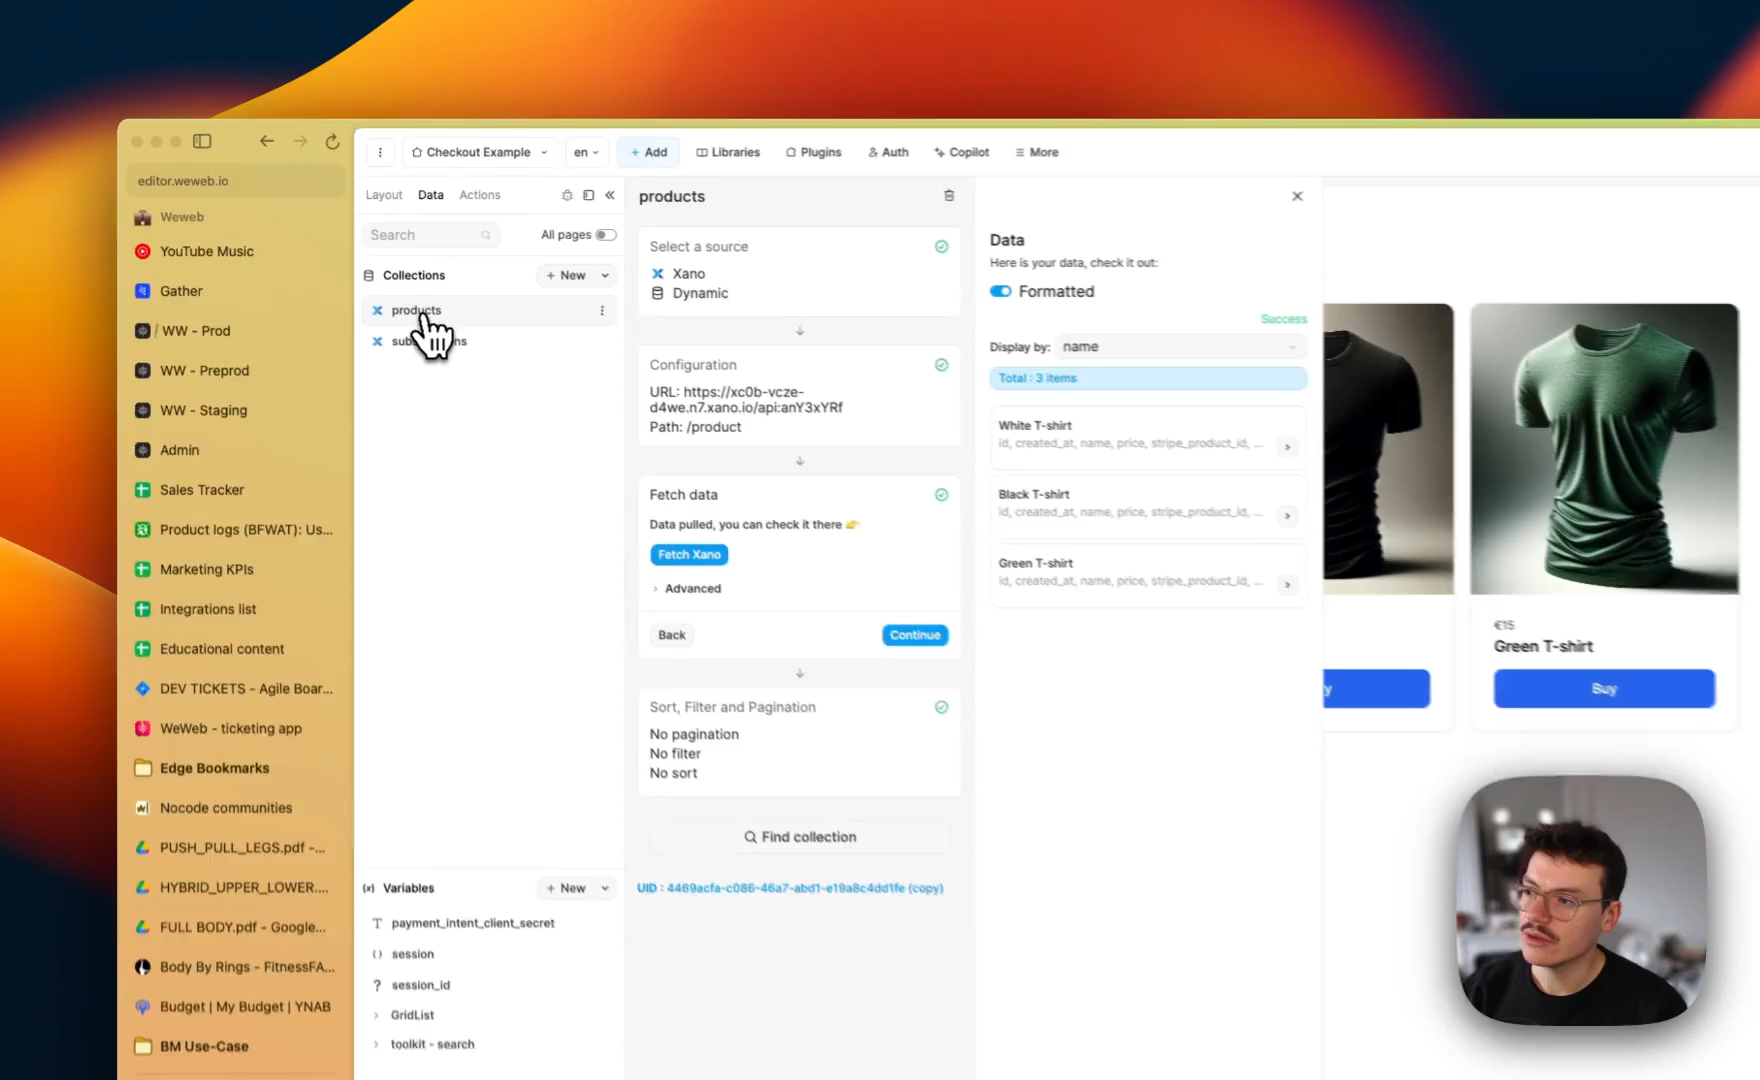 editor.weweb.io
Weweb
YouTube Music
Gather
/ WW - Prod
WW - Preprod
WW - Staging
Admin
Sales Tracker
Product logs (BFWAT): Us...
Marketing KPIs
Integrations list
Educational content
DEV TICKETS - Agile Boar...
WeWeb - ticketing app
Edge Bookmarks
Nocode communities
PUSH_PULL_LEGS.pdf -...
HYBRID_UPPER_LOWER....
FULL BODY.pdf - Google...
Body By Rings - FitnessFA...
Budget | My Budget | YNAB
BM Use-Case
Checkout Example
en
+ Add
Libraries
Plugins
Auth
Copilot
More
Layout
Data
Actions
Search
All pages
Collections
+ New
products
Variables
+ New
payment_intent_client_secret
session
session_id
GridList
toolkit - search
products
Select a source
Xano
Dynamic
Configuration
URL: https://xc0b-vcze-
d4we.n7.xano.io/api:anY3xYRf
Path: /product
Fetch data
Data pulled, you can check it there 👉
Fetch Xano
Advanced
Back
Continue
Sort, Filter and Pagination
No pagination
No filter
No sort
Find collection
UID : 4469acfa-c086-46a7-abd1-e19a8c4dd1fe (copy)
Data
Here is your data, check it out:
Formatted
Success
Display by:
name
Total : 3 items
White T-shirt
id, created_at, name, price, stripe_product_id, ...
Black T-shirt
id, created_at, name, price, stripe_product_id, ...
Green T-shirt
id, created_at, name, price, stripe_product_id, ...
€15
Green T-shirt
Buy